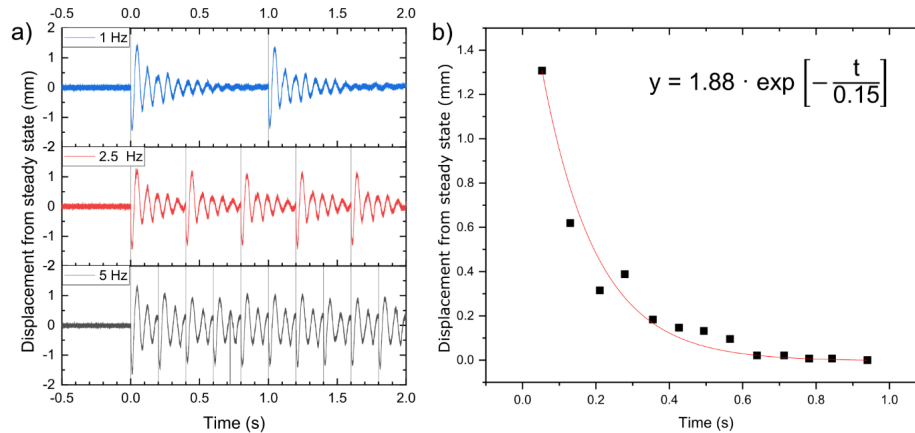 -0.5 0.0 0.5 1.0 1.5 2.0
a)
1 Hz
2
1
0
-1
2
2.5 Hz
1
0
-1
2
5 Hz
1
0
-1
-2
-0.5 0.0 0.5 1.0 1.5 2.0
Displacement from steady state (mm)
Time (s)
b)
1.4
1.2
1.0
0.8
0.6
0.4
0.2
0.0
y = 1.88 · exp [-t/0.15]
0.0 0.2 0.4 0.6 0.8 1.0
Displacement from steady state (mm)
Time (s)